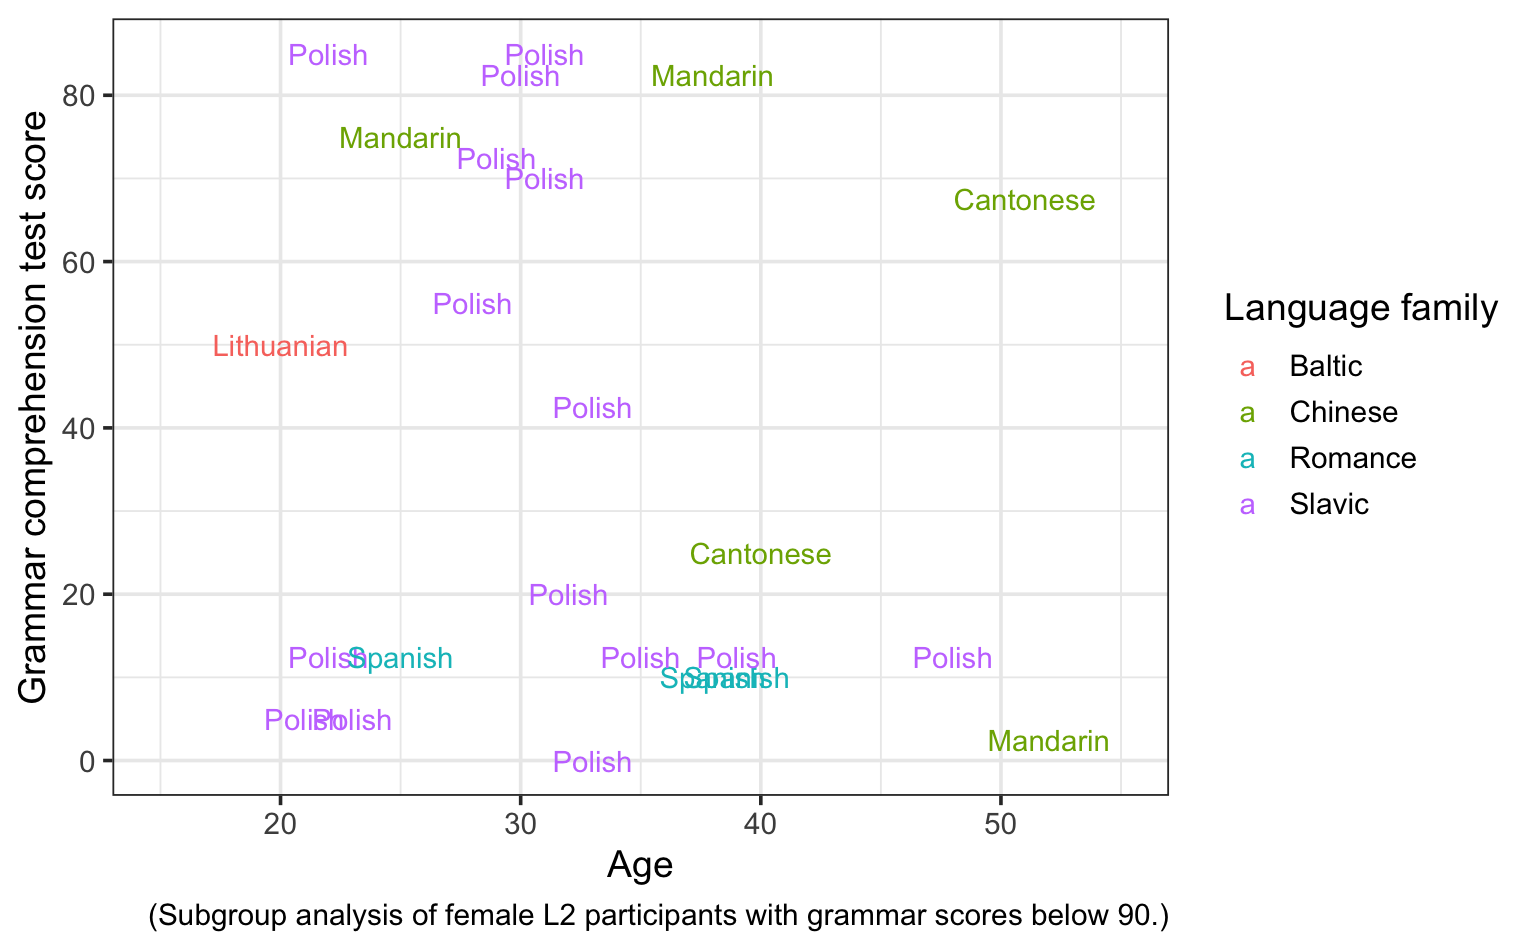 Polish
Polish
Polish
Mandarin
Mandarin
Polish
Polish
Cantonese
Polish
Lithuanian
Polish
Cantonese
Polish
Polish
Spanish
Polish
Polish
Polish
Spanish
Spanish
Polish
Polish
Mandarin
Polish
80
60
40
20
0
20 30 40 50
Grammar comprehension test score
Age
(Subgroup analysis of female L2 participants with grammar scores below 90.)
Language family
a Baltic
a Chinese
a Romance
a Slavic